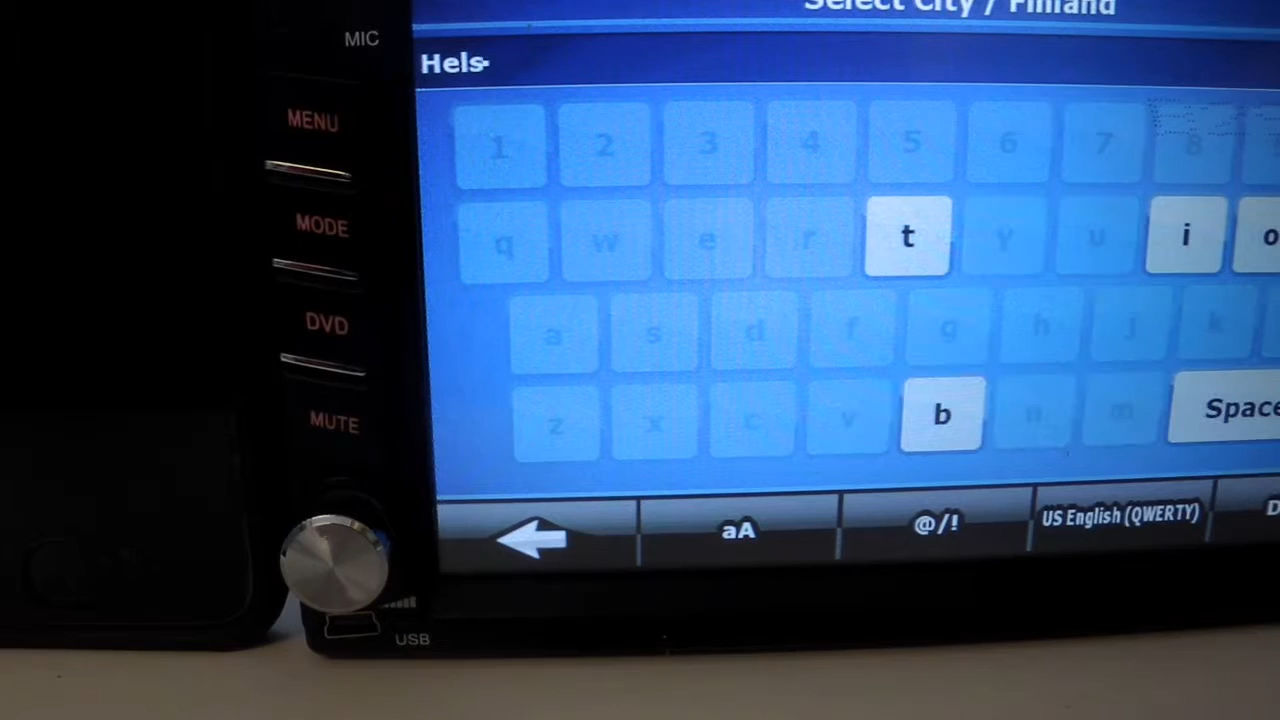 MIC
MENU
MODE
DVD
MUTE
USB
Select City / Finland
Hels
1 2 3 4 5 6 7 8
q w e r t y u i o
a s d f g h j k
z x c v b n m Space
aA @/! US English (QWERTY) D